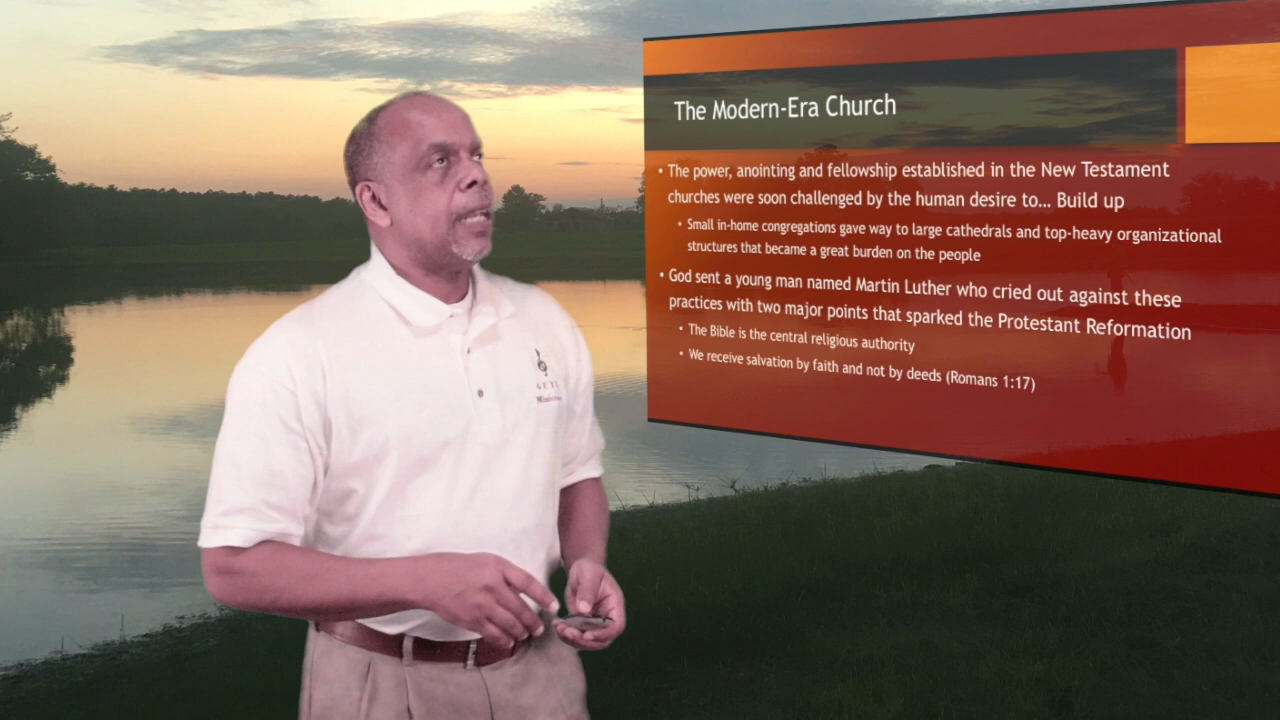 The Modern-Era Church
• The power, anointing and fellowship established in the New Testament
churches were soon challenged by the human desire to... Build up
• Small in-home congregations gave way to large cathedrals and top-heavy organizational
structures that became a great burden on the people
• God sent a young man named Martin Luther who cried out against these
practices with two major points that sparked the Protestant Reformation
• The Bible is the central religious authority
• We receive salvation by faith and not by deeds (Romans 1:17)